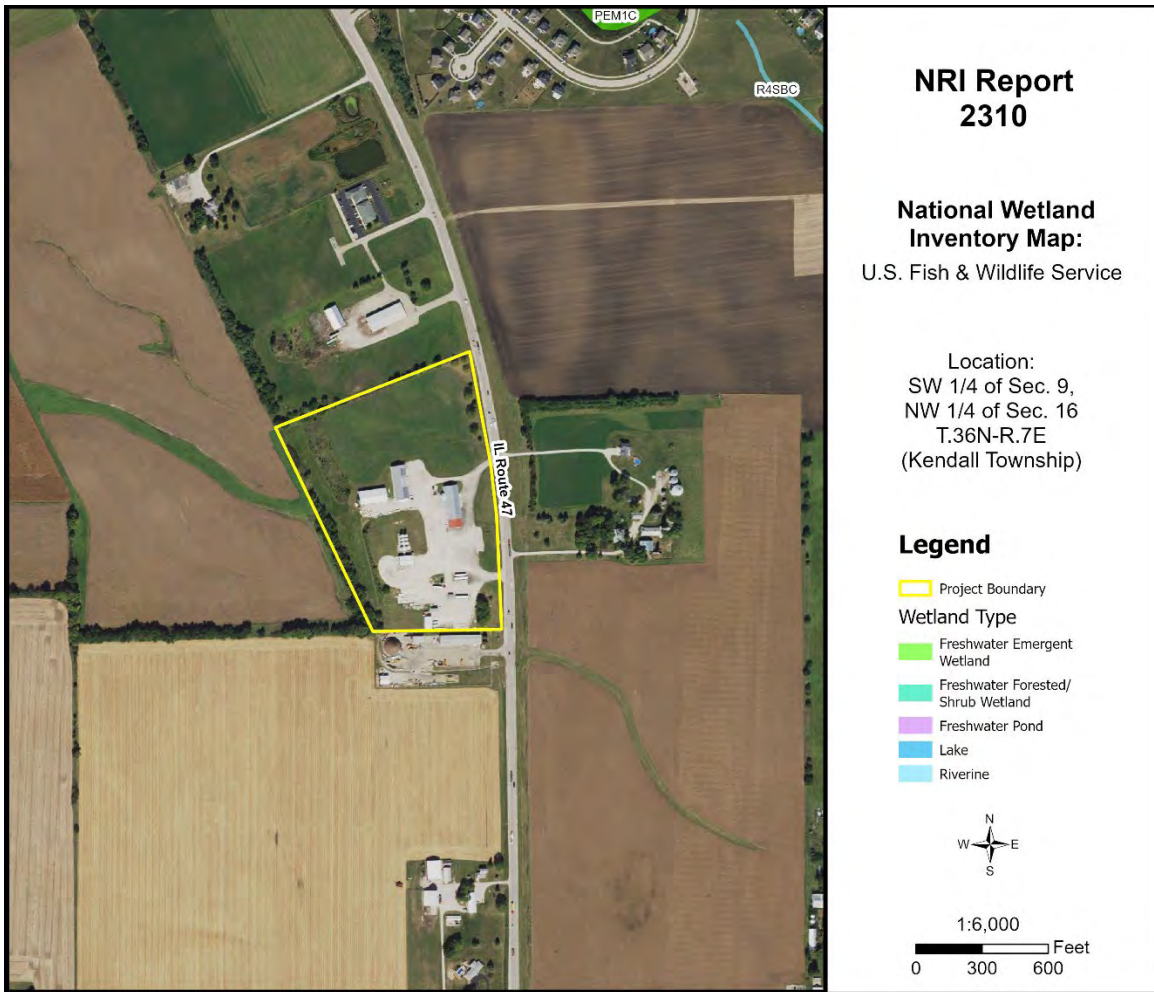 PEM1C
R4SBC
IL Route 47
NRI Report
2310
National Wetland
Inventory Map:
U.S. Fish & Wildlife Service
Location:
SW 1/4 of Sec. 9,
NW 1/4 of Sec. 16
T.36N-R.7E
(Kendall Township)
Legend
Project Boundary
Wetland Type
Freshwater Emergent
Wetland
Freshwater Forested/
Shrub Wetland
Freshwater Pond
Lake
Riverine
N
W E
S
1:6,000
Feet
0 300 600